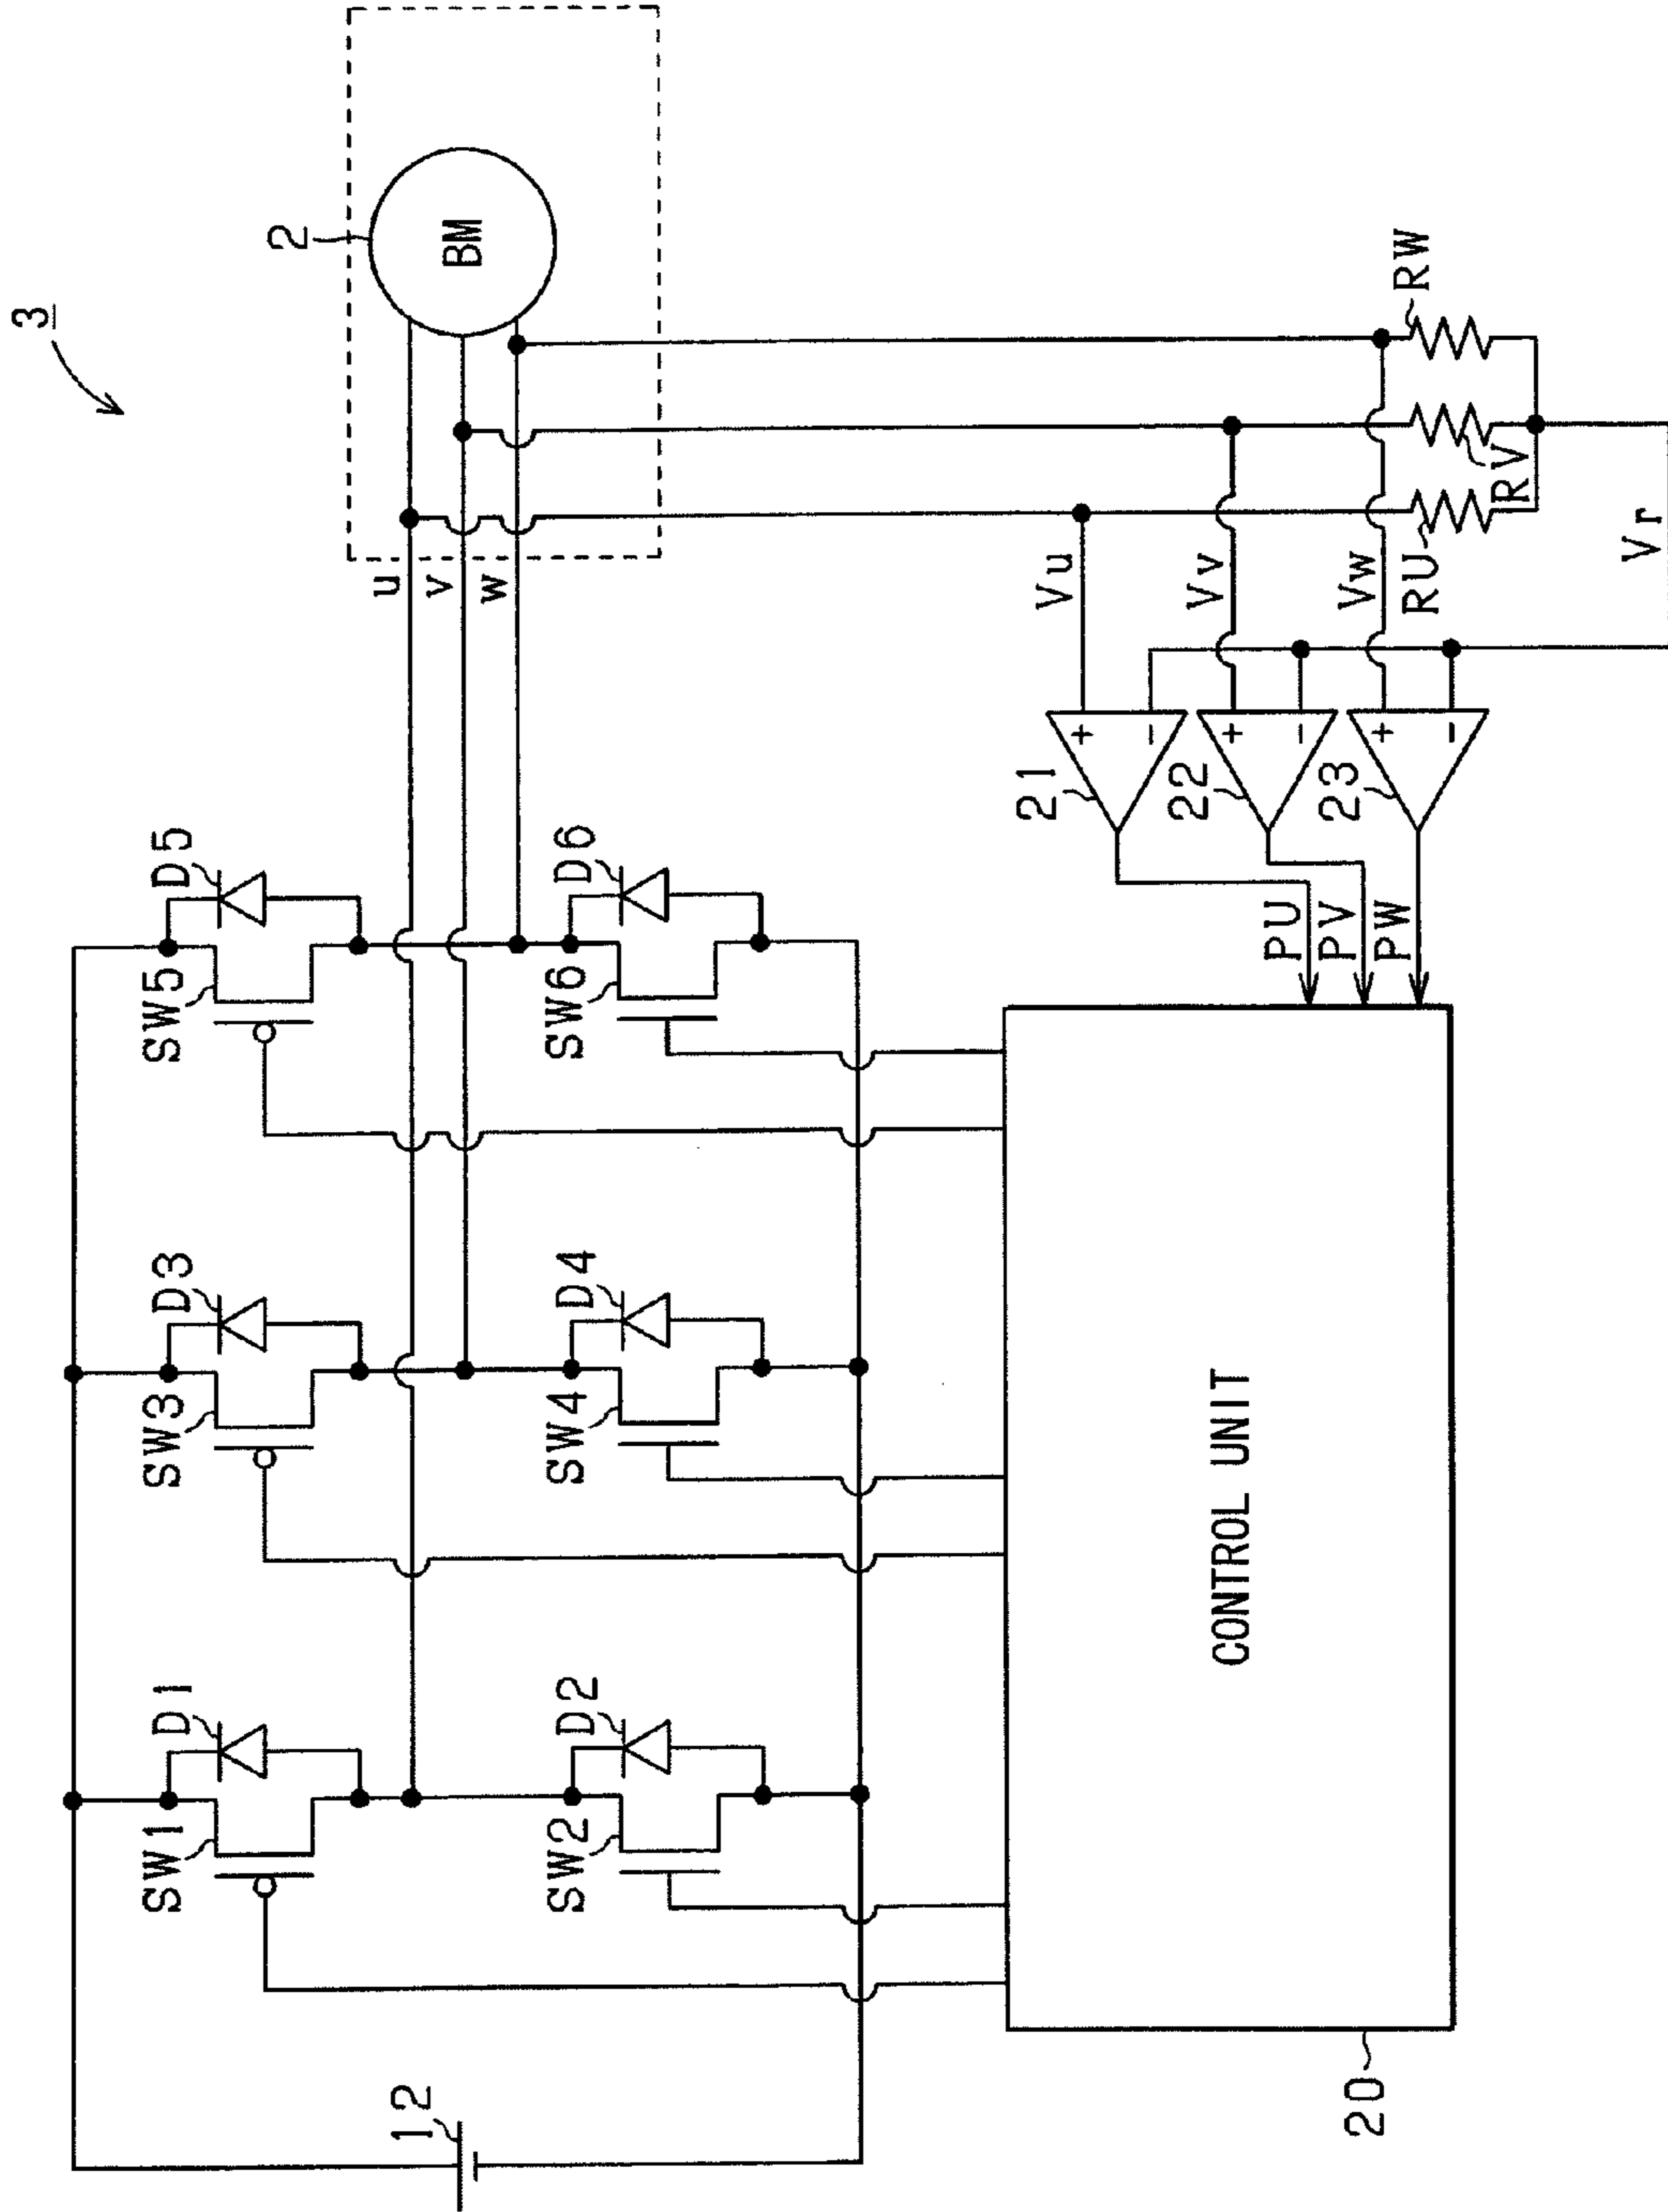 3
2
BM
D5
SW5
D3
SW3
D1
SW1
u
v
w
D6
SW6
D4
SW4
D2
SW2
12
Vu
Vv
Vw
Vr
RU
RV
RW
+
-
+
-
+
-
21
22
23
PU
PV
PW
CONTROL UNIT
20